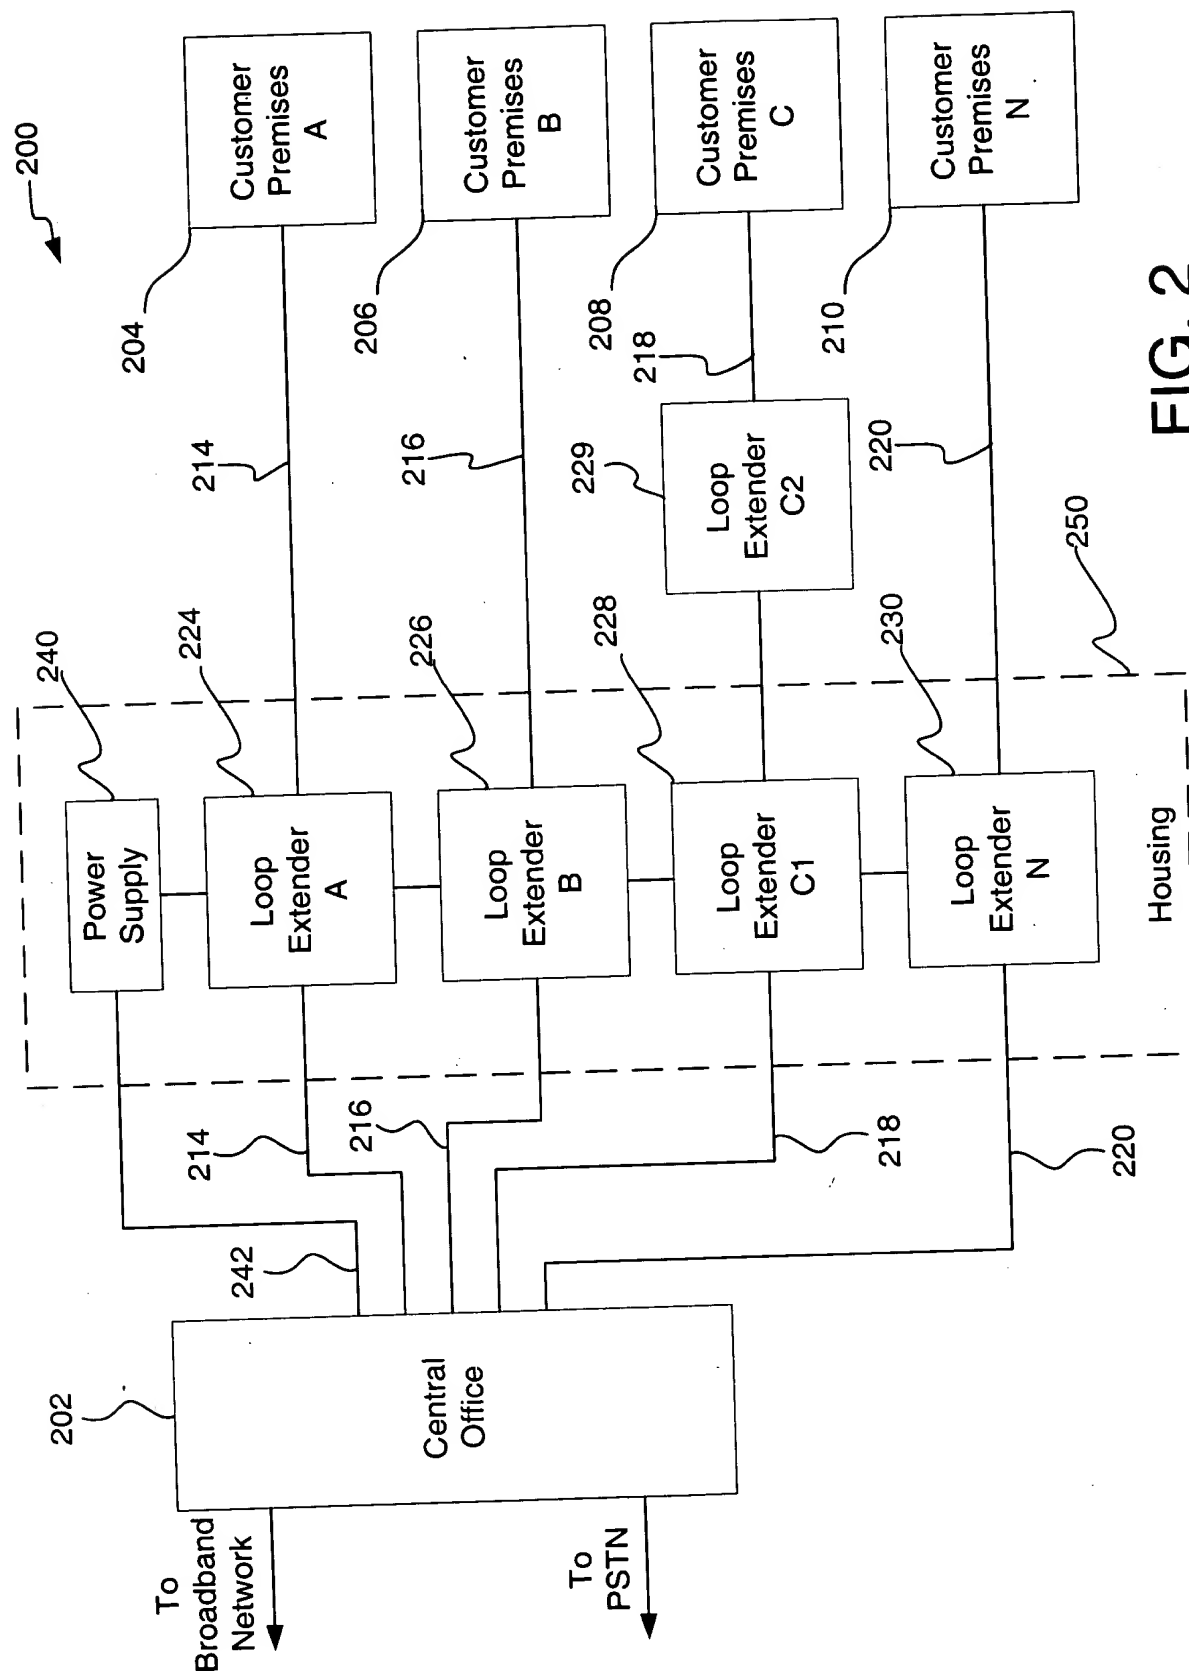 200
204
Customer
Premises
A
206
Customer
Premises
B
208
Customer
Premises
C
210
Customer
Premises
N
214
216
218
220
229
Loop
Extender
C2
240
Power
Supply
224
Loop
Extender
A
226
Loop
Extender
B
228
Loop
Extender
C1
230
Loop
Extender
N
250
Housing
242
214
216
218
220
202
Central
Office
To
Broadband
Network
To
PSTN
FIG. 2